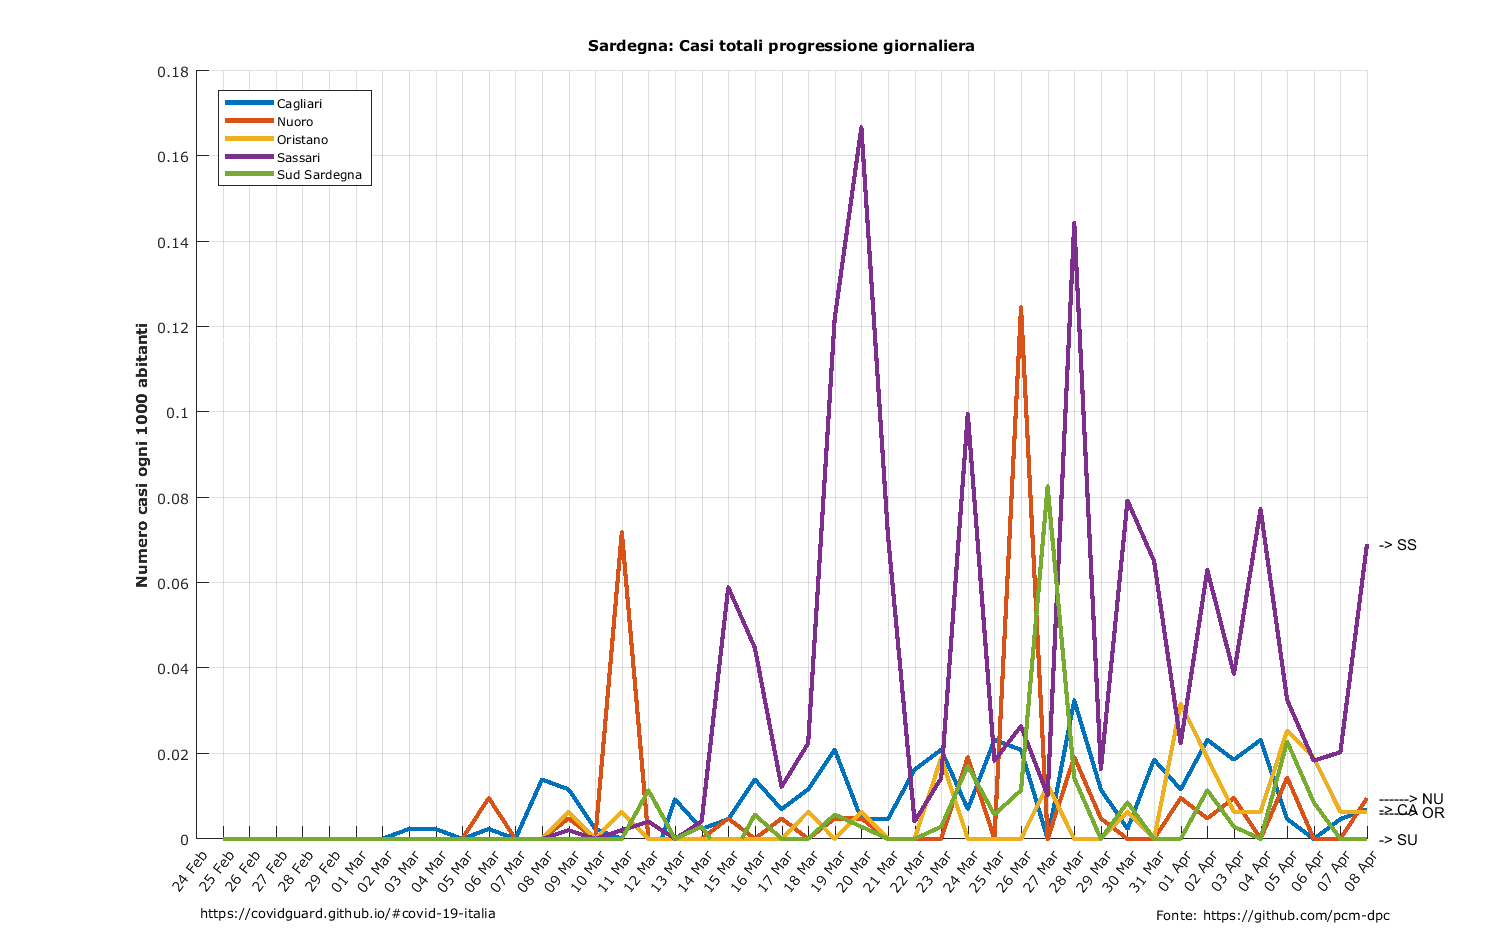 Sardegna: Casi totali progressione giornaliera
Numero casi ogni 1000 abitanti
0.18
0.16
0.14
0.12
0.1
0.08
0.06
0.04
0.02
0
Cagliari
Nuoro
Oristano
Sassari
Sud Sardegna
-> SS
------> NU
----> CA
------> OR
-> SU
24 Feb
25 Feb
26 Feb
27 Feb
28 Feb
29 Feb
01 Mar
02 Mar
03 Mar
04 Mar
05 Mar
06 Mar
07 Mar
08 Mar
09 Mar
10 Mar
11 Mar
12 Mar
13 Mar
14 Mar
15 Mar
16 Mar
17 Mar
18 Mar
19 Mar
20 Mar
21 Mar
22 Mar
23 Mar
24 Mar
25 Mar
26 Mar
27 Mar
28 Mar
29 Mar
30 Mar
31 Mar
01 Apr
02 Apr
03 Apr
04 Apr
05 Apr
06 Apr
07 Apr
08 Apr
https://covidguard.github.io/#covid-19-italia
Fonte: https://github.com/pcm-dpc